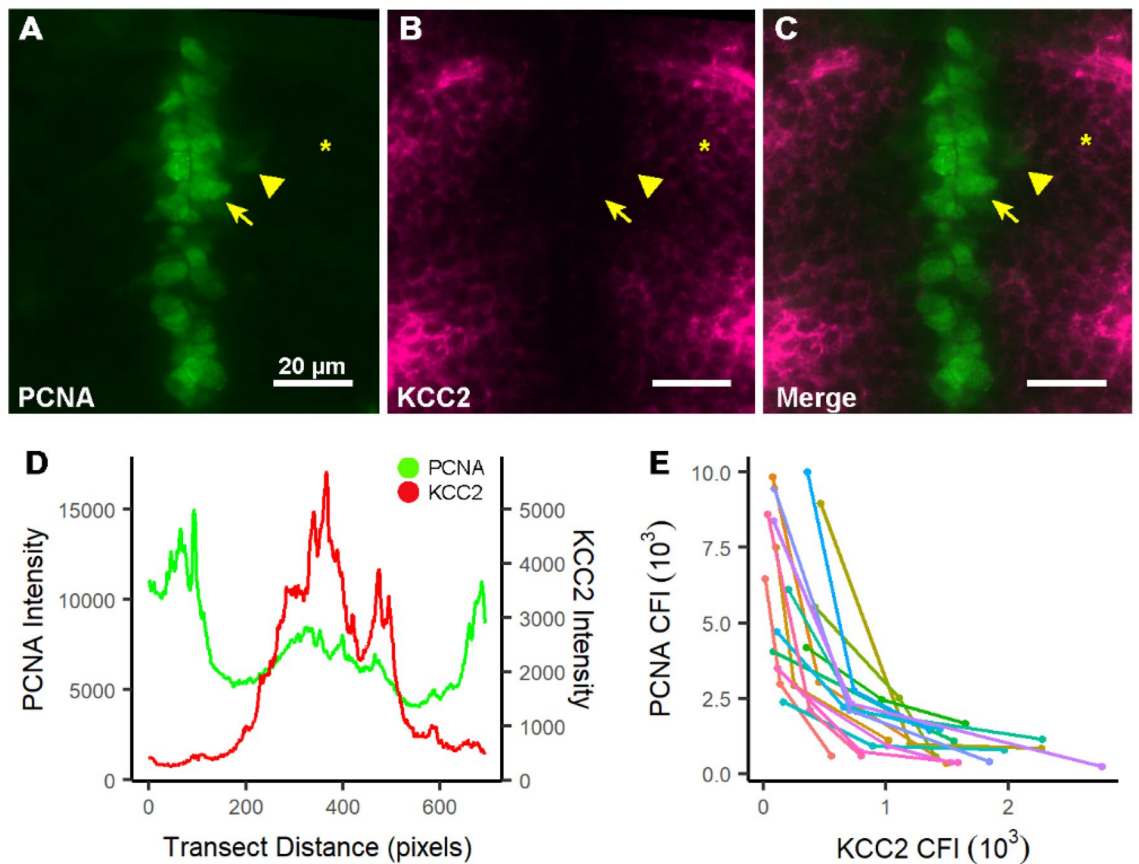 A
B
C
*
*
*
20 µm
PCNA
KCC2
Merge
D
PCNA
KCC2
PCNA Intensity
15000
10000
5000
0
KCC2 Intensity
5000
4000
3000
2000
1000
0
0
200
400
600
Transect Distance (pixels)
E
PCNA CFI (10³)
10.0
7.5
5.0
2.5
0.0
0
1
2
KCC2 CFI (10³)